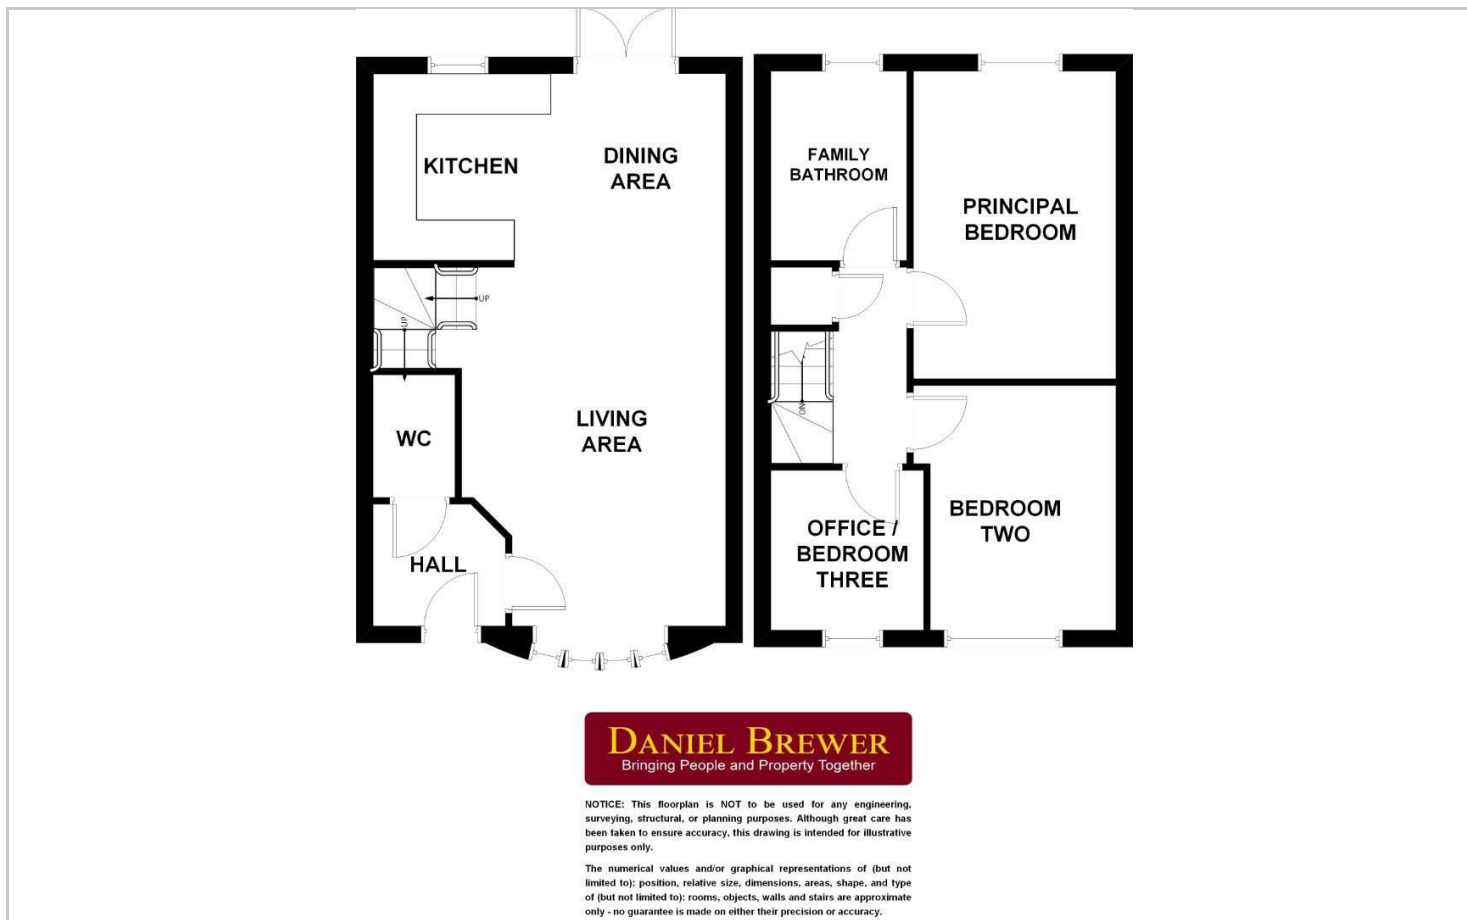 KITCHEN
DINING
AREA
UP
UP
WC
LIVING
AREA
HALL
FAMILY
BATHROOM
PRINCIPAL
BEDROOM
DN
BEDROOM
TWO
OFFICE /
BEDROOM
THREE
DANIEL BREWER
Bringing People and Property Together
NOTICE: This floorplan is NOT to be used for any engineering,
surveying, structural, or planning purposes. Although great care has
been taken to ensure accuracy, this drawing is intended for illustrative
purposes only.
The numerical values and/or graphical representations of (but not
limited to): position, relative size, dimensions, areas, shape, and type
of (but not limited to): rooms, objects, walls and stairs are approximate
only - no guarantee is made on either their precision or accuracy.